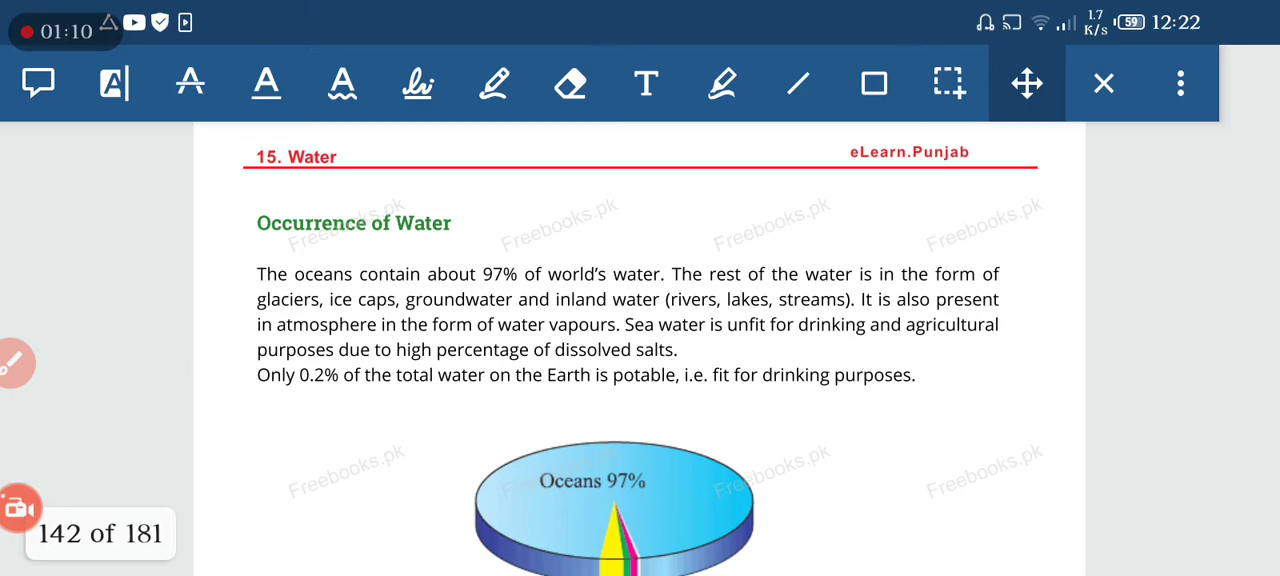 01:10
1.7
K/s
59
12:22
A
A
A
A
T
15. Water
eLearn.Punjab
Occurrence of Water
Freebooks.pk
Freebooks.pk
Freebooks.pk
Freebooks.pk
The oceans contain about 97% of world's water. The rest of the water is in the form of
glaciers, ice caps, groundwater and inland water (rivers, lakes, streams). It is also present
in atmosphere in the form of water vapours. Sea water is unfit for drinking and agricultural
purposes due to high percentage of dissolved salts.
Only 0.2% of the total water on the Earth is potable, i.e. fit for drinking purposes.
Freebooks.pk
Freebooks.pk
Freebooks.pk
Oceans 97%
142 of 181